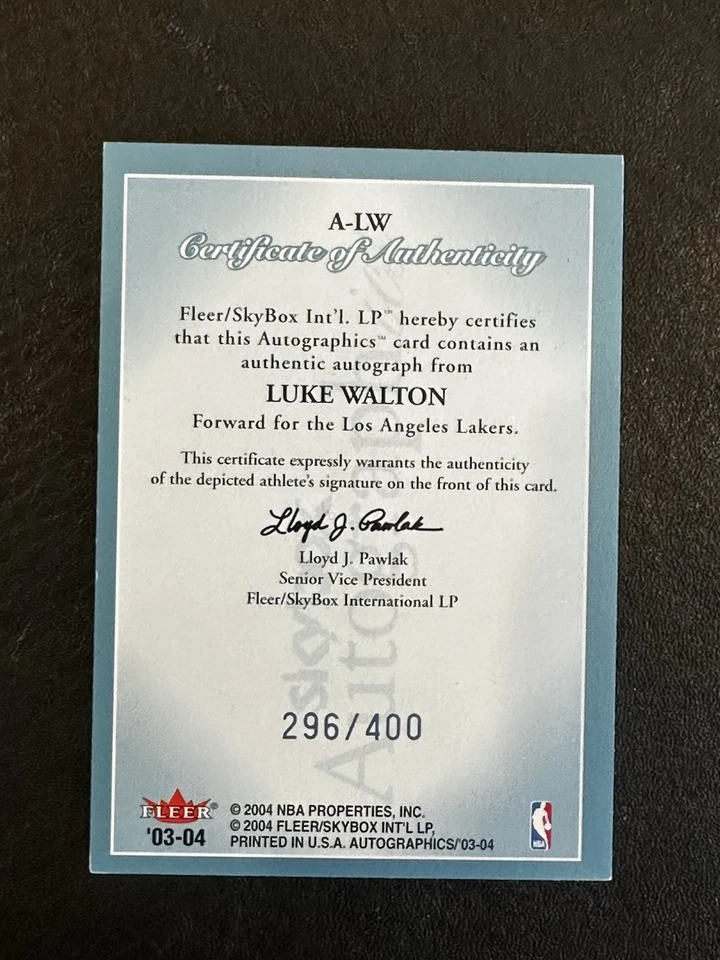 A-LW
Certificate of Authenticity
Fleer/SkyBox Int'l. LP™ hereby certifies
that this Autographics™ card contains an
authentic autograph from
LUKE WALTON
Forward for the Los Angeles Lakers.
This certificate expressly warrants the authenticity
of the depicted athlete's signature on the front of this card.
Lloyd J. Pawlak
Lloyd J. Pawlak
Senior Vice President
Fleer/SkyBox International LP
skybox
Autographics
296/400
FLEER®
'03-04
© 2004 NBA PROPERTIES, INC.
© 2004 FLEER/SKYBOX INT'L LP,
PRINTED IN U.S.A. AUTOGRAPHICS/'03-04
NBA